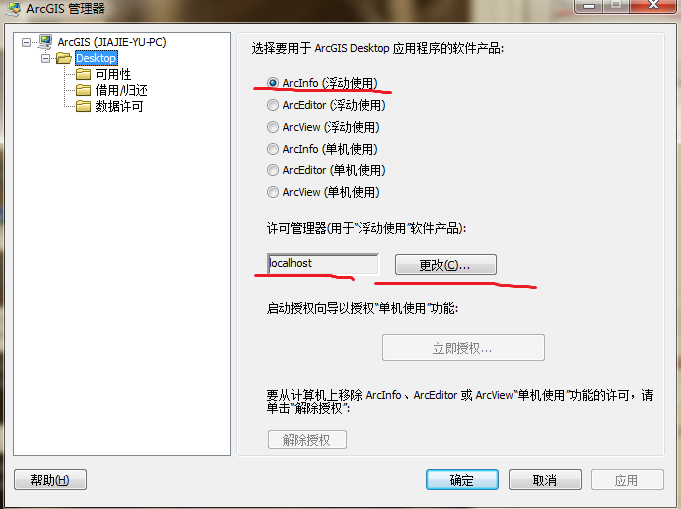 ArcGIS 管理器
ArcGIS (JIAJIE-YU-PC)
Desktop
可用性
借用/归还
数据许可
选择要用于 ArcGIS Desktop 应用程序的软件产品:
ArcInfo (浮动使用)
ArcEditor (浮动使用)
ArcView (浮动使用)
ArcInfo (单机使用)
ArcEditor (单机使用)
ArcView (单机使用)
许可管理器(用于“浮动使用”软件产品):
localhost
更改(C)...
启动授权向导以授权“单机使用”功能:
立即授权...
要从计算机上移除 ArcInfo、ArcEditor 或 ArcView“单机使用”功能的许可，请
单击“解除授权”:
解除授权
帮助(H)
确定
取消
应用